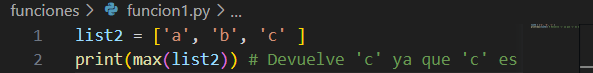 funciones > funcion1.py > ...
1 list2 = ['a', 'b', 'c' ]
2 print(max(list2)) # Devuelve 'c' ya que 'c' es